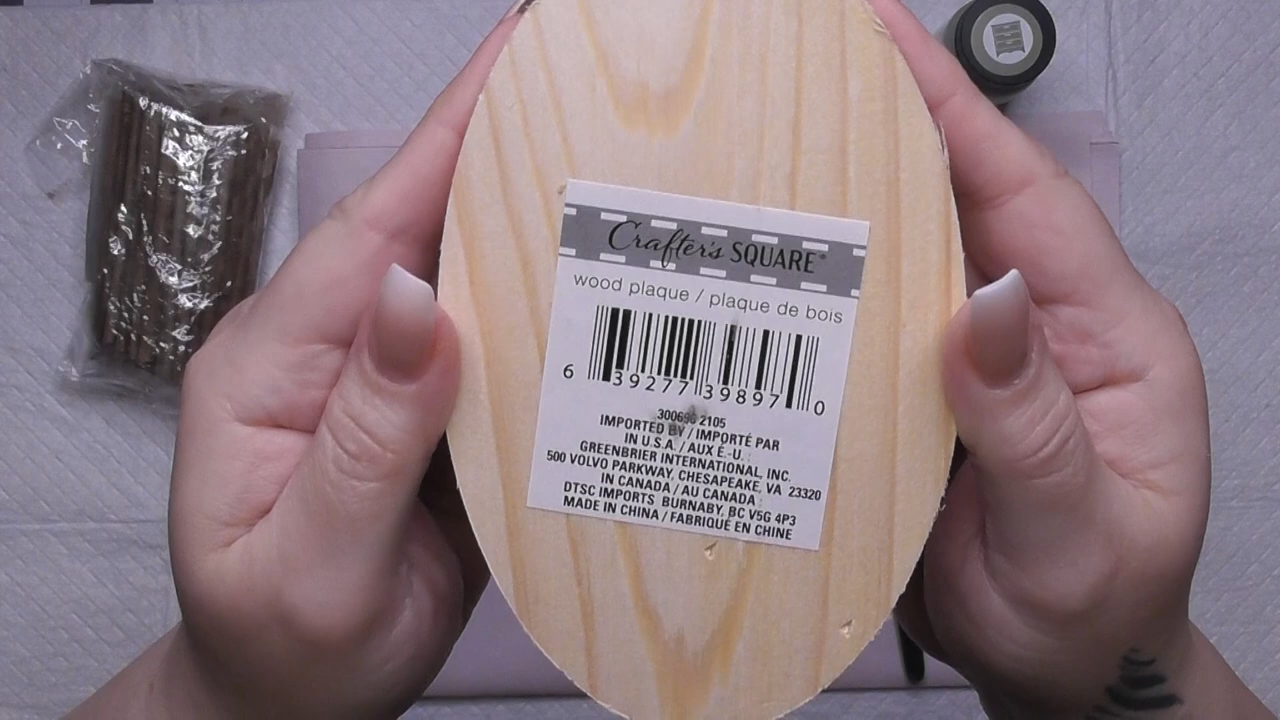 Crafter's SQUARE®
wood plaque / plaque de bois
6 39277 39897 0
2105
IMPORTED BY / IMPORTÉ PAR
IN U.S.A. / AUX É.-U. :
GREENBRIER INTERNATIONAL, INC.
500 VOLVO PARKWAY, CHESAPEAKE, VA 23320
IN CANADA / AU CANADA :
DTSC IMPORTS BURNABY, BC V5G 4P3
MADE IN CHINA / FABRIQUÉ EN CHINE